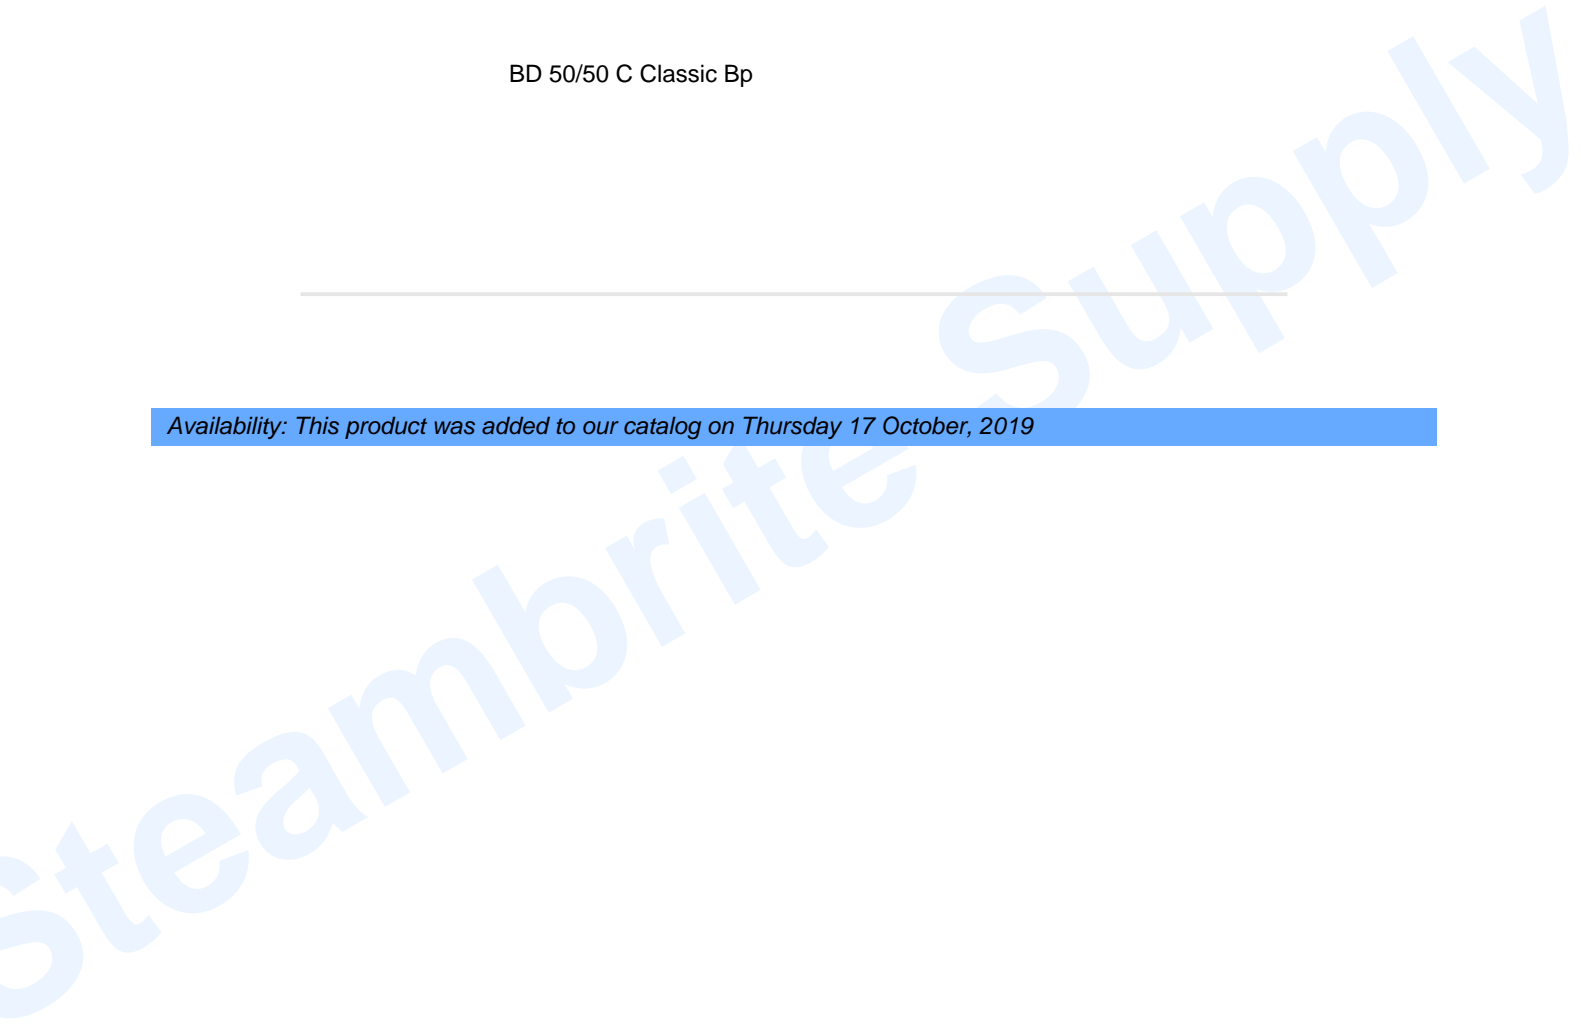 BD 50/50 C Classic Bp
Availability: This product was added to our catalog on Thursday 17 October, 2019
Steambrite Supply